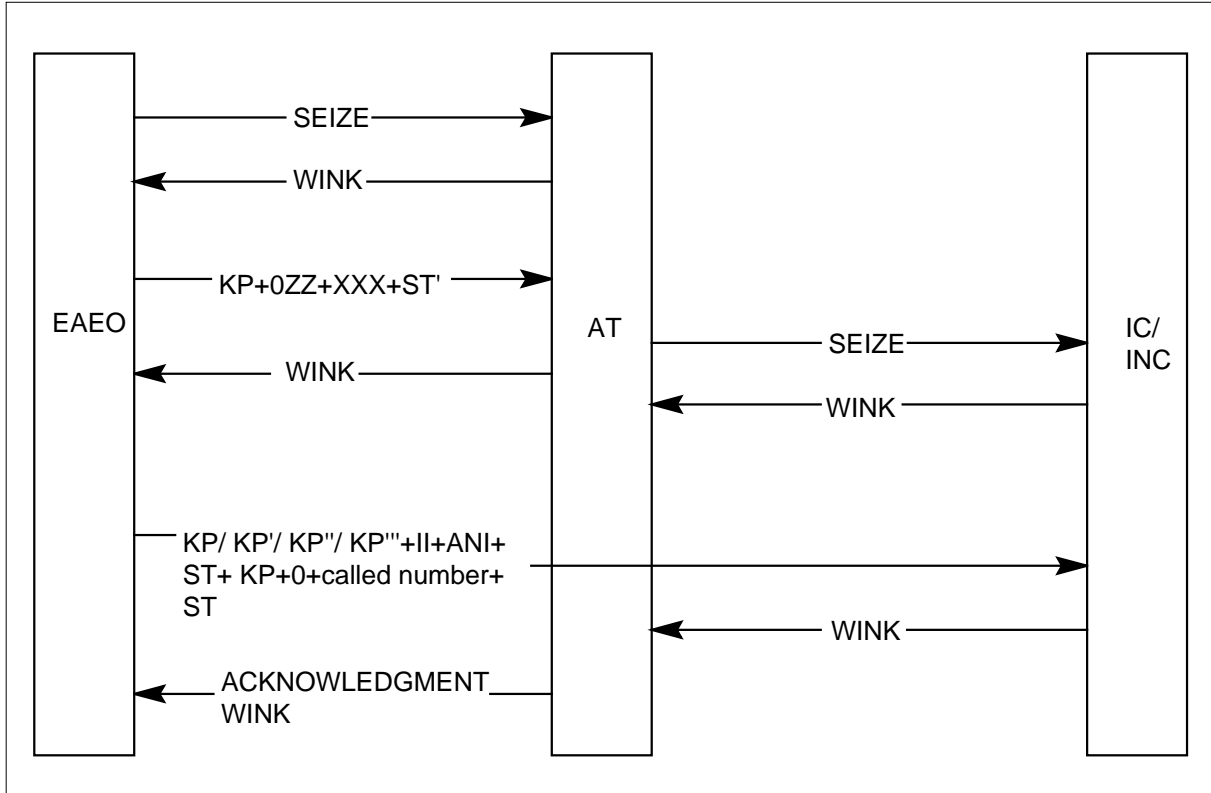 SEIZE
WINK
KP+0ZZ+XXX+ST'
EAEO
AT
IC/
INC
SEIZE
WINK
WINK
KP/ KP'/ KP"/ KP'"+II+ANI+
ST+ KP+0+called number+
ST
WINK
ACKNOWLEDGMENT
WINK